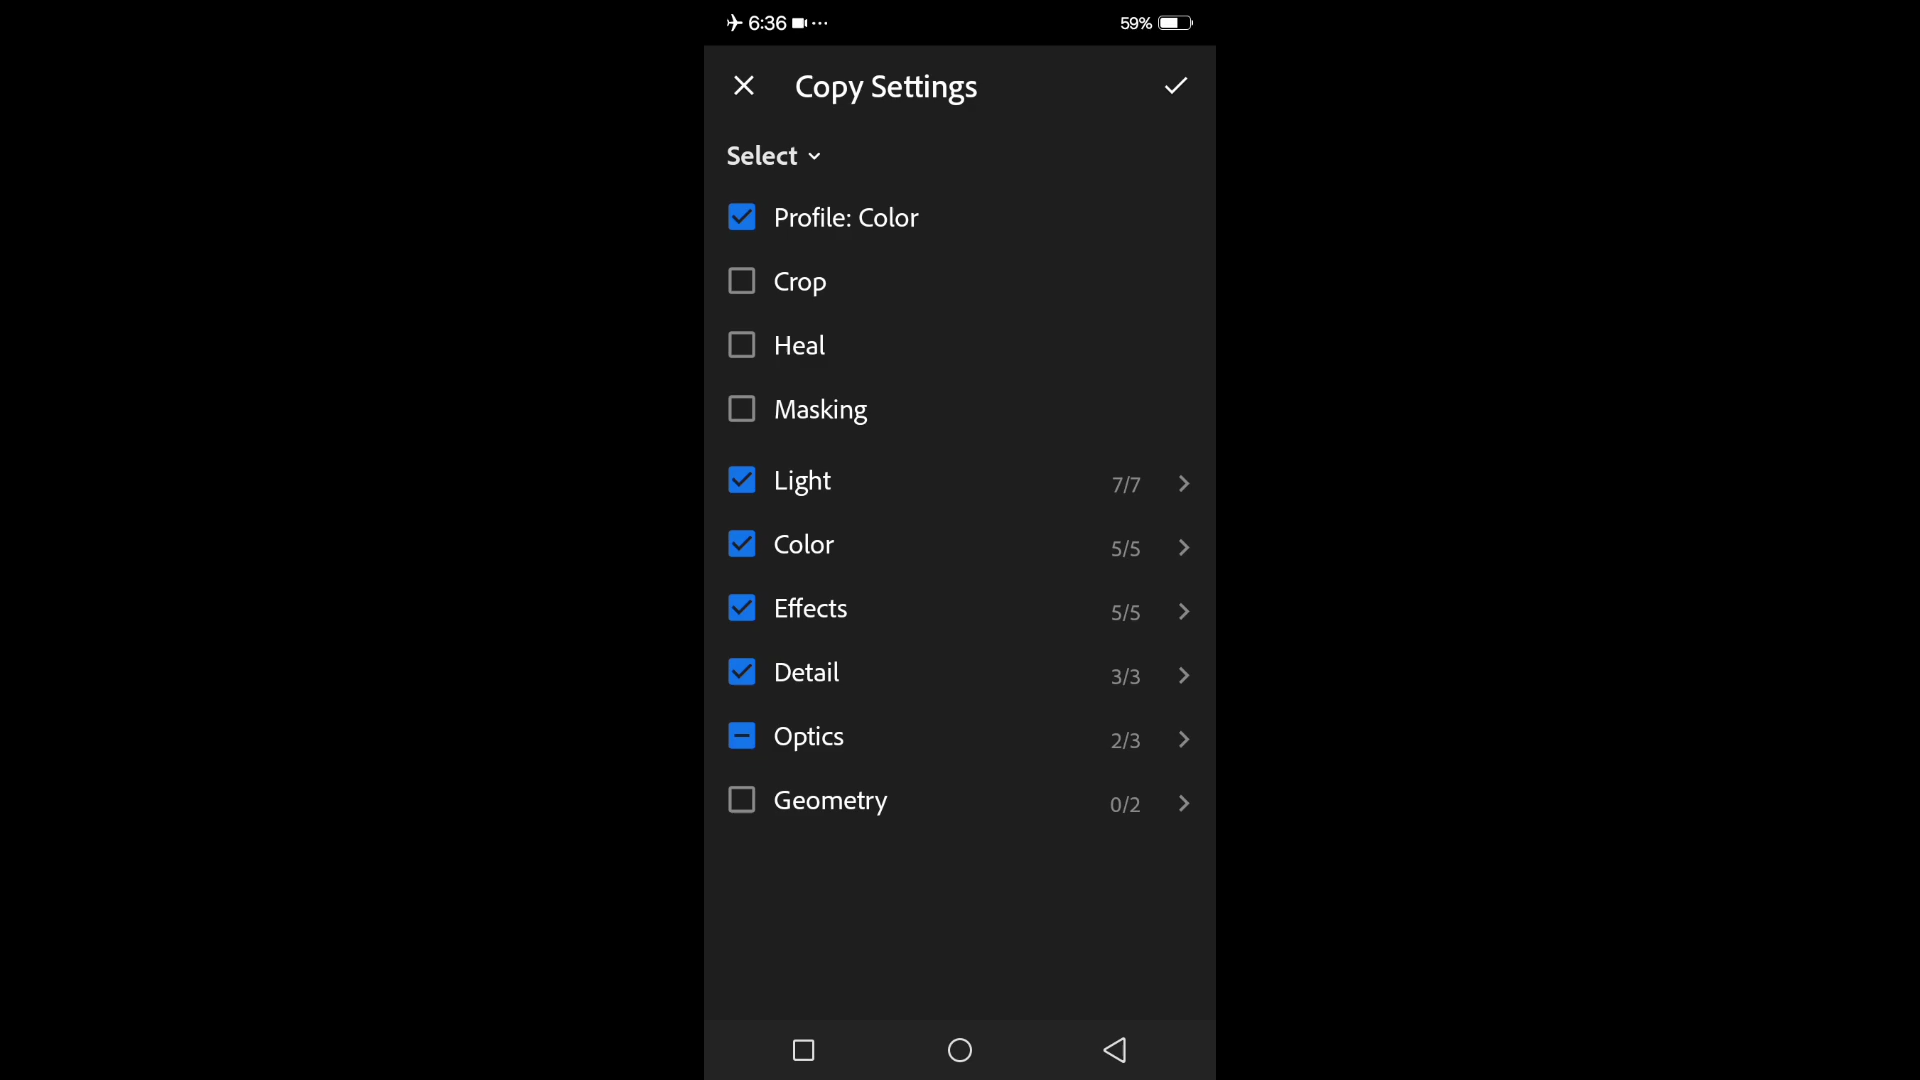 6:36
59%
Copy Settings
Select
Profile: Color
Crop
Heal
Masking
Light 7/7
Color 5/5
Effects 5/5
Detail 3/3
Optics 2/3
Geometry 0/2